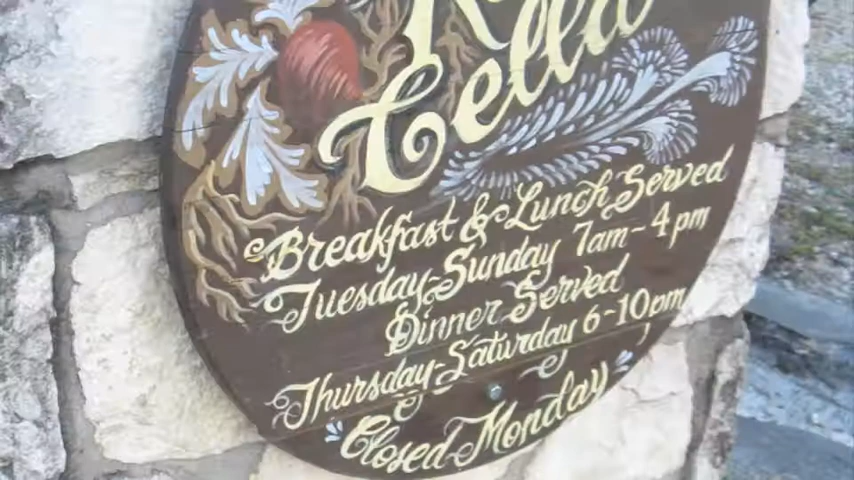 Cella
Breakfast & Lunch Served
Tuesday-Sunday 7am-4pm
Dinner Served
Thursday-Saturday 6-10pm
Closed Monday